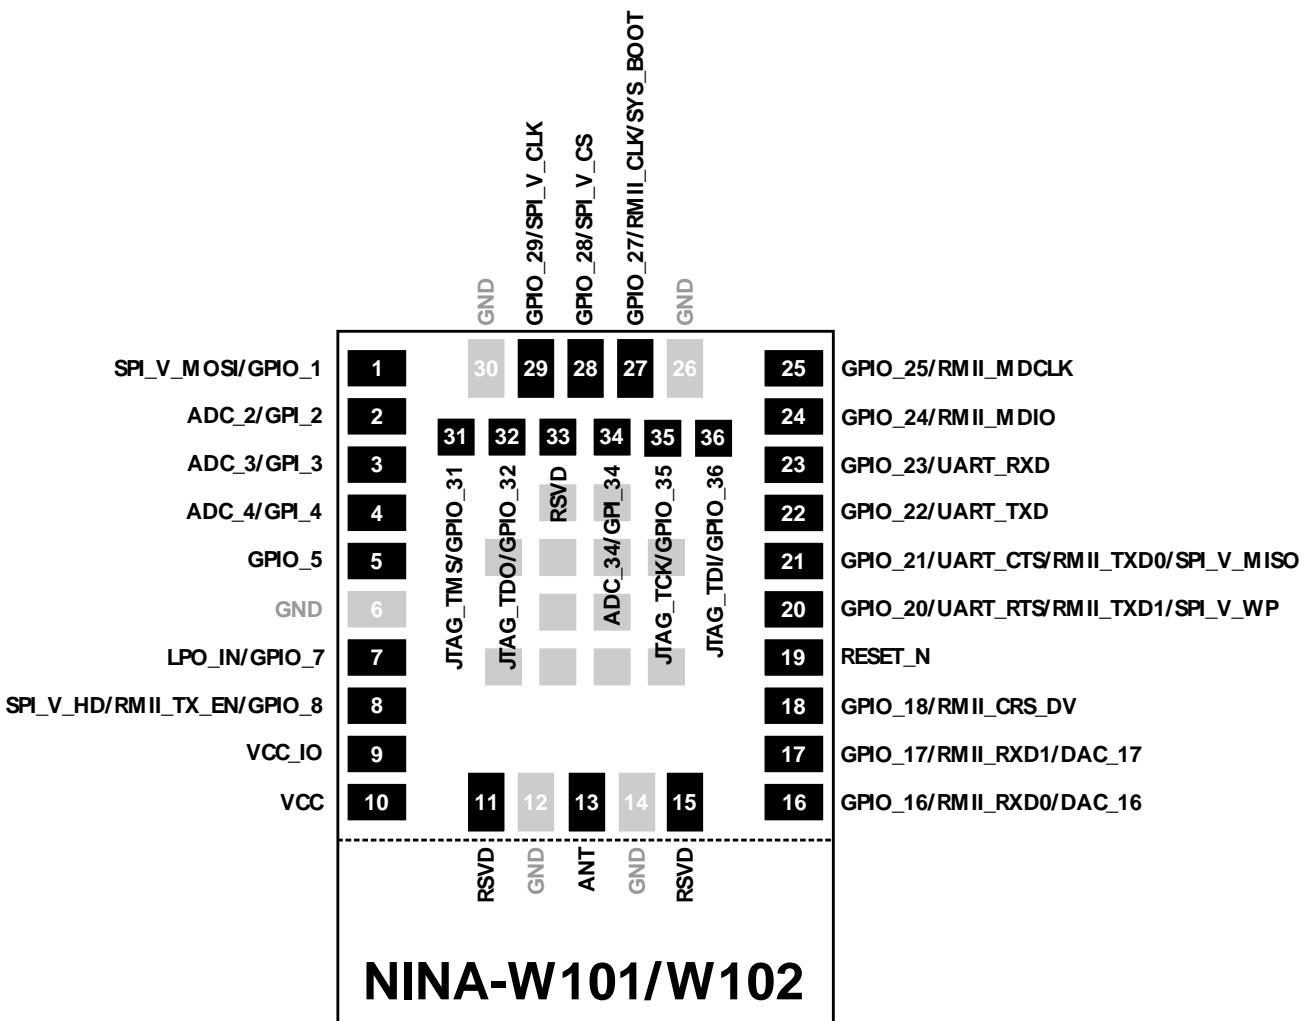 GND
GPIO_29/SPI_V_CLK
GPIO_28/SPI_V_CS
GPIO_27/RMII_CLK/SYS_BOOT
GND
30
29
28
27
26
SPI_V_MOSI/GPIO_1
1
ADC_2/GPI_2
2
ADC_3/GPI_3
3
ADC_4/GPI_4
4
GPIO_5
5
GND
6
LPO_IN/GPIO_7
7
SPI_V_HD/RMII_TX_EN/GPIO_8
8
VCC_IO
9
VCC
10
31
32
33
34
35
36
JTAG_TMS/GPIO_31
JTAG_TDO/GPIO_32
RSVD
ADC_34/GPI_34
JTAG_TCK/GPIO_35
JTAG_TDI/GPIO_36
25
GPIO_25/RMII_MDCLK
24
GPIO_24/RMII_MDIO
23
GPIO_23/UART_RXD
22
GPIO_22/UART_TXD
21
GPIO_21/UART_CTS/RMII_TXD0/SPI_V_MISO
20
GPIO_20/UART_RTS/RMII_TXD1/SPI_V_WP
19
RESET_N
18
GPIO_18/RMII_CRS_DV
17
GPIO_17/RMII_RXD1/DAC_17
16
GPIO_16/RMII_RXD0/DAC_16
11
12
13
14
15
RSVD
GND
ANT
GND
RSVD
NINA-W101/W102